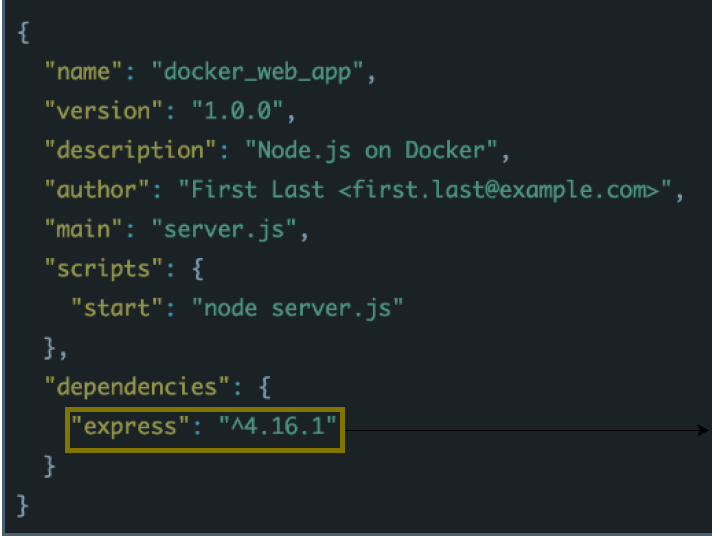 {
  "name": "docker_web_app",
  "version": "1.0.0",
  "description": "Node.js on Docker",
  "author": "First Last <first.last@example.com>",
  "main": "server.js",
  "scripts": {
    "start": "node server.js"
  },
  "dependencies": {
    "express": "^4.16.1"
  }
}